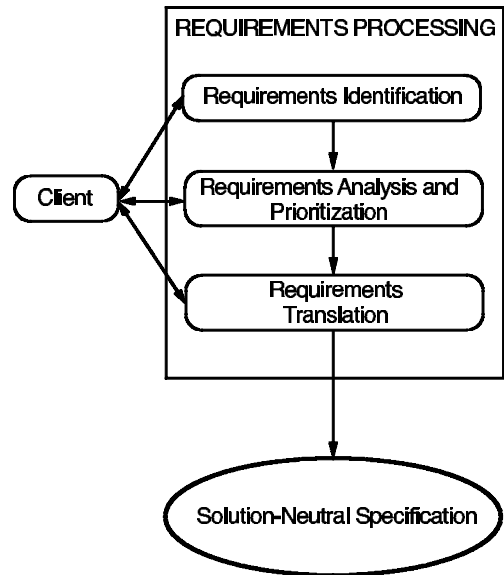 REQUIREMENTS PROCESSING
Requirements Identification
Client
Requirements Analysis and
Prioritization
Requirements
Translation
Solution-Neutral Specification